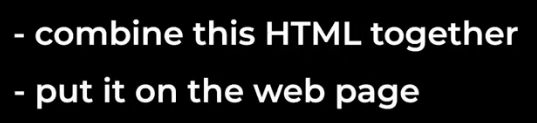 - combine this HTML together
- put it on the web page